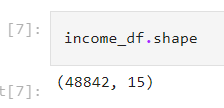 [7]:
income_df.shape
t[7]:
(48842, 15)